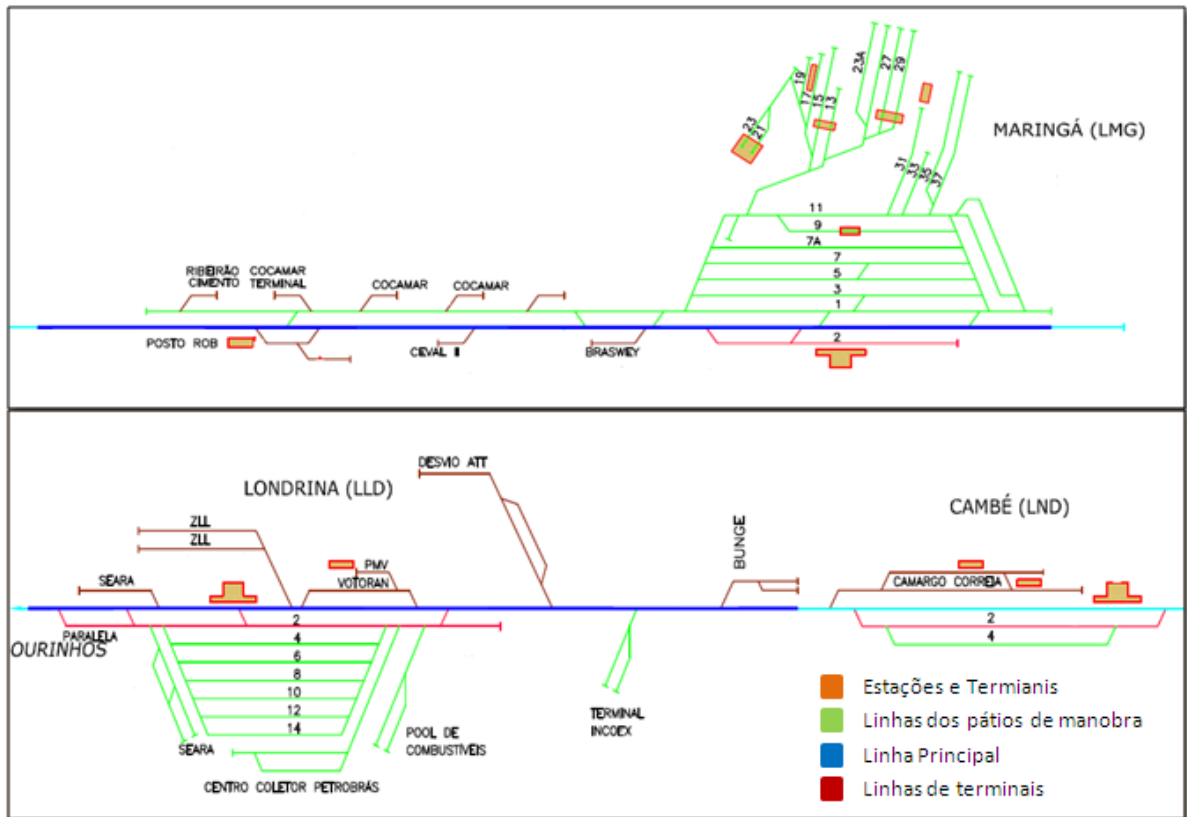 23A
27
29
19
17
15
13
23
21
MARINGÁ (LMG)
31
33
35
37
11
9
7A
7
5
3
1
RIBEIRÃO
CIMENTO
COCAMAR
TERMINAL
COCAMAR
COCAMAR
POSTO ROB
CEVAL II
BRASWEY
2
DESVIO ATT
LONDRINA (LLD)
CAMBÉ (LND)
ZLL
ZLL
BUNGE
SEARA
PMV
VOTORAN
CAMARGO CORREIA
PARALELA
OURINHOS
2
4
6
8
10
12
14
SEARA
CENTRO COLETOR PETROBRÁS
POOL DE
COMBUSTÍVEIS
TERMINAL
INCOEX
2
4
Estações e Termianis
Linhas dos pátios de manobra
Linha Principal
Linhas de terminais